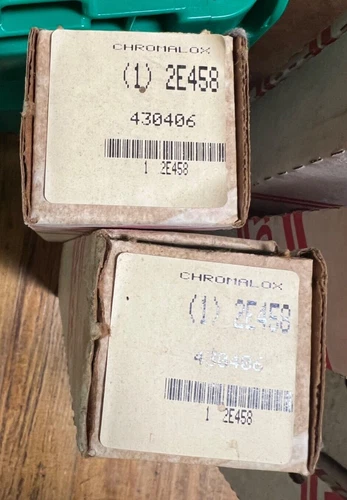 CHROMALOX
(1) 2E458
430406
1 2E458
CHROMALOX
(1) 2E458
430406
1 2E458